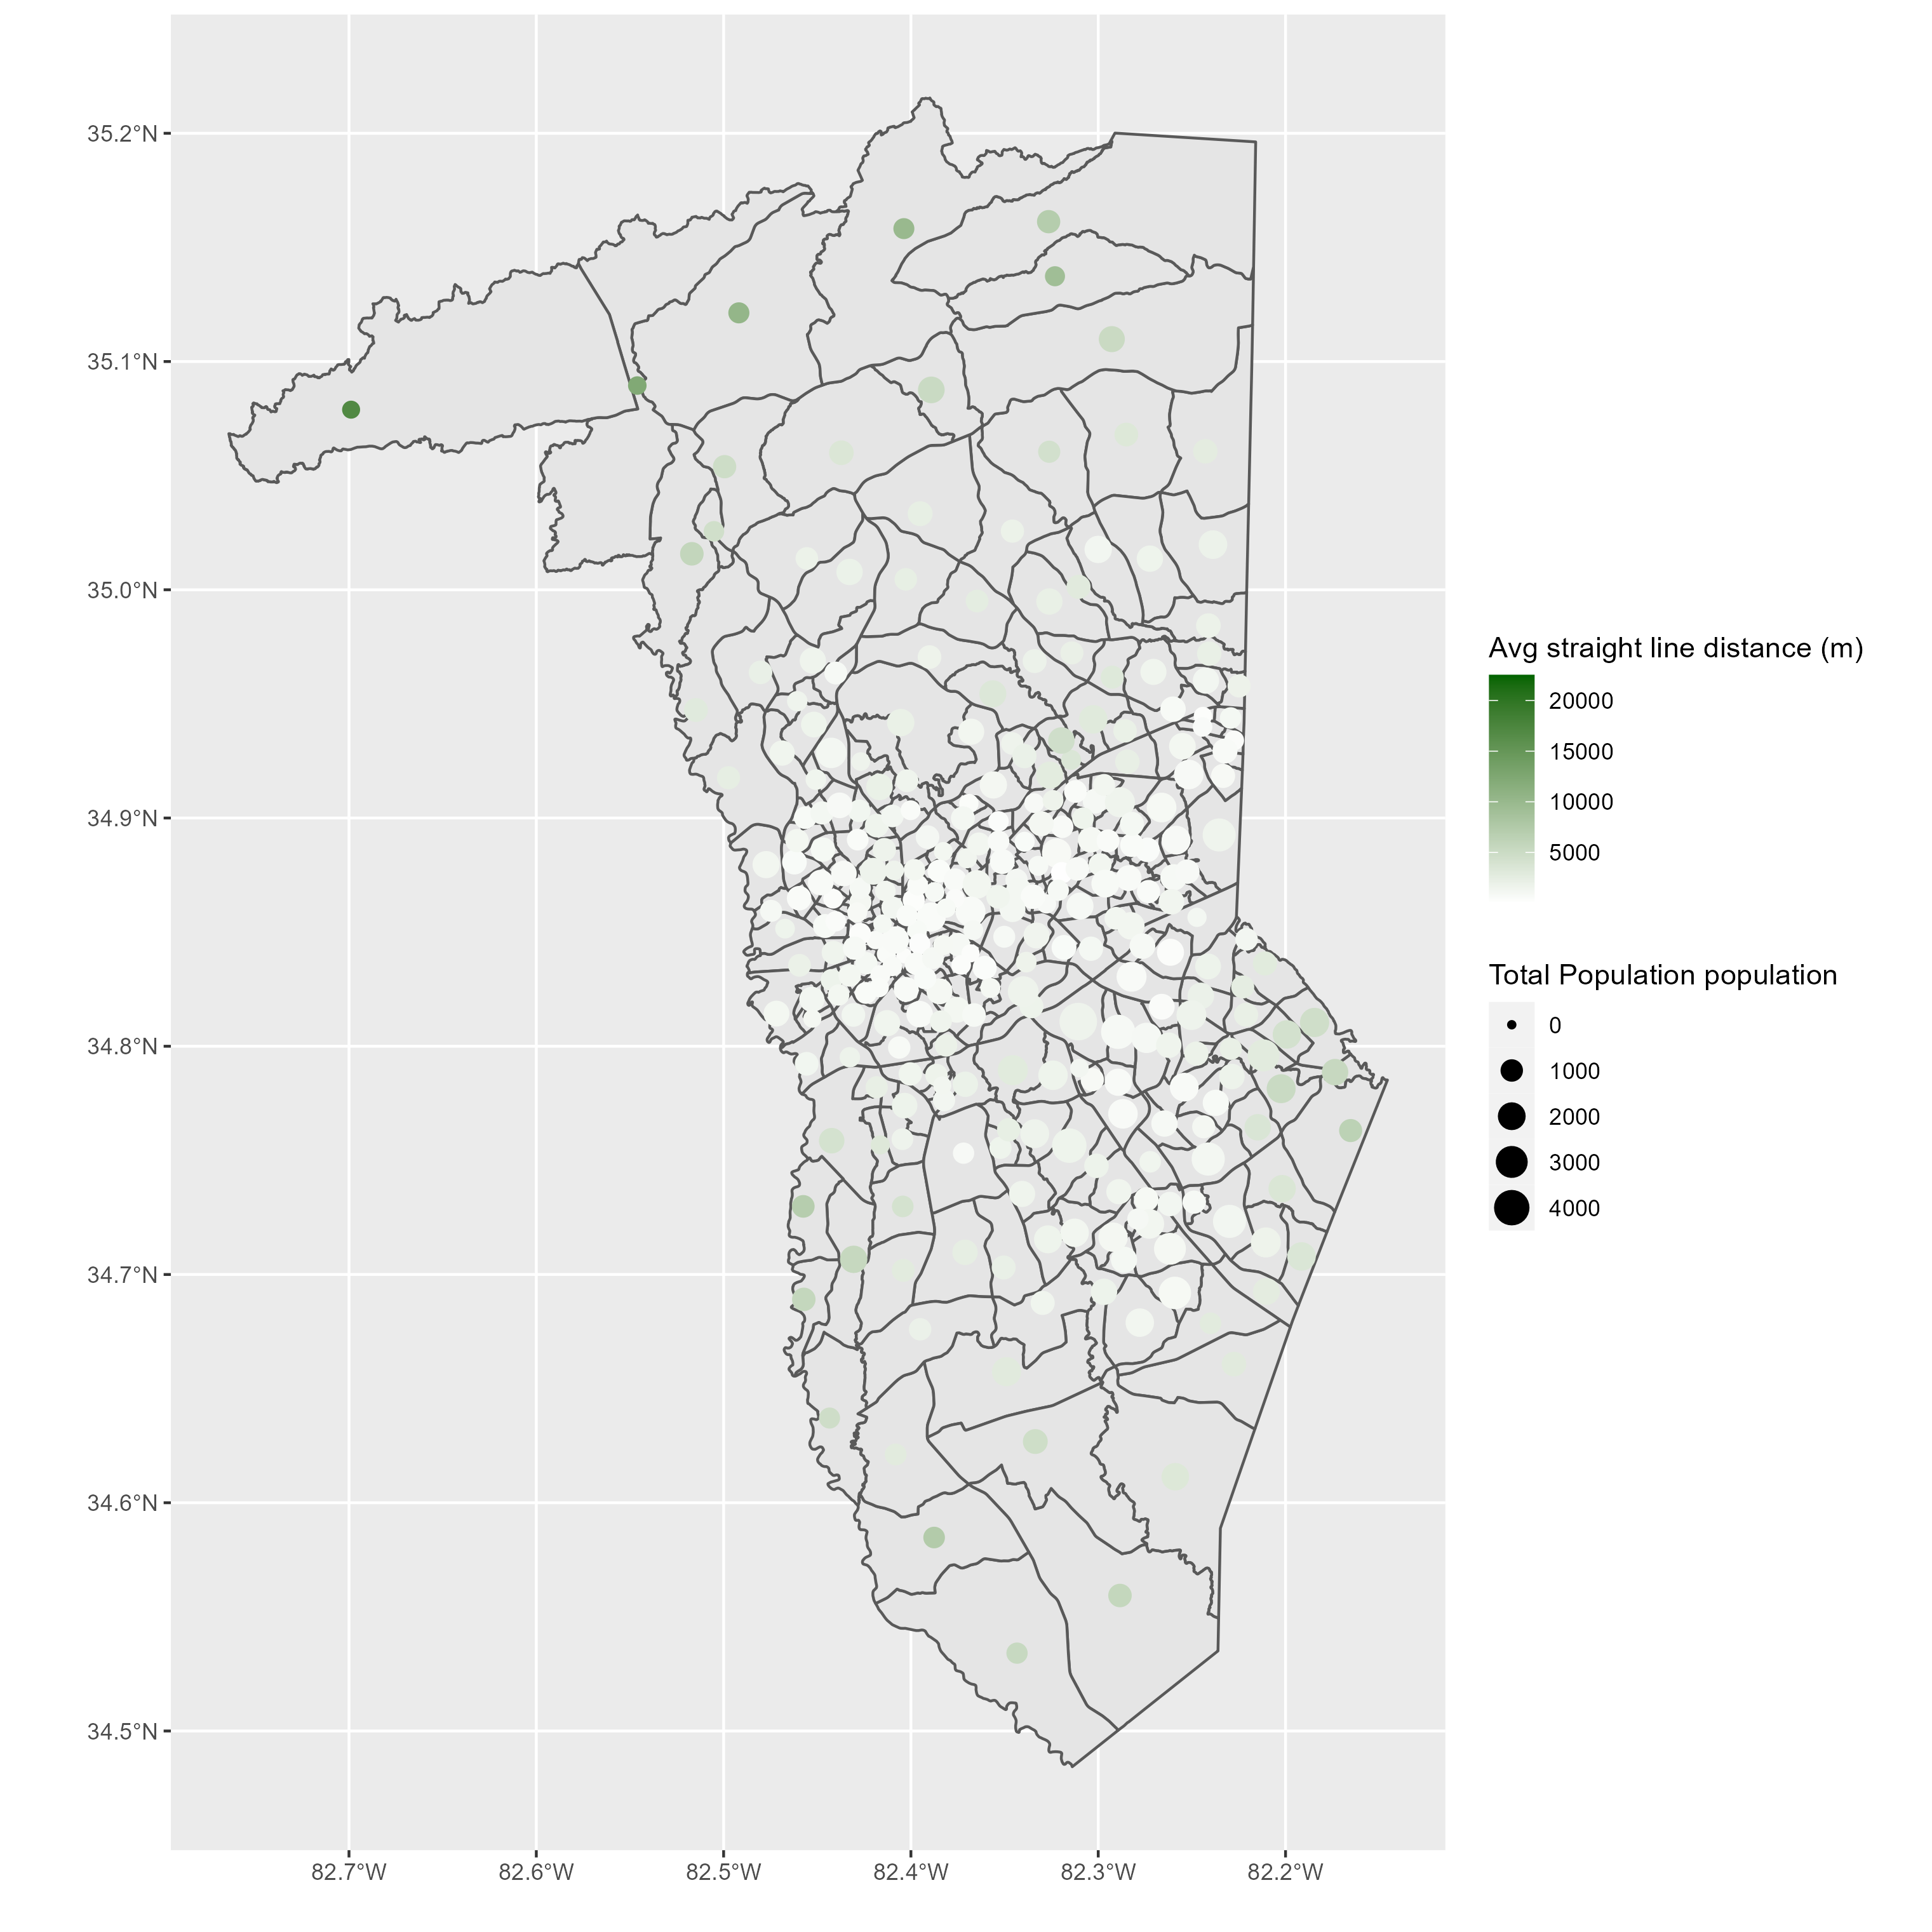 35.2°N
35.1°N
35.0°N
34.9°N
34.8°N
34.7°N
34.6°N
34.5°N
82.7°W 82.6°W 82.5°W 82.4°W 82.3°W 82.2°W
Avg straight line distance (m)
20000
15000
10000
5000
Total Population population
0
1000
2000
3000
4000